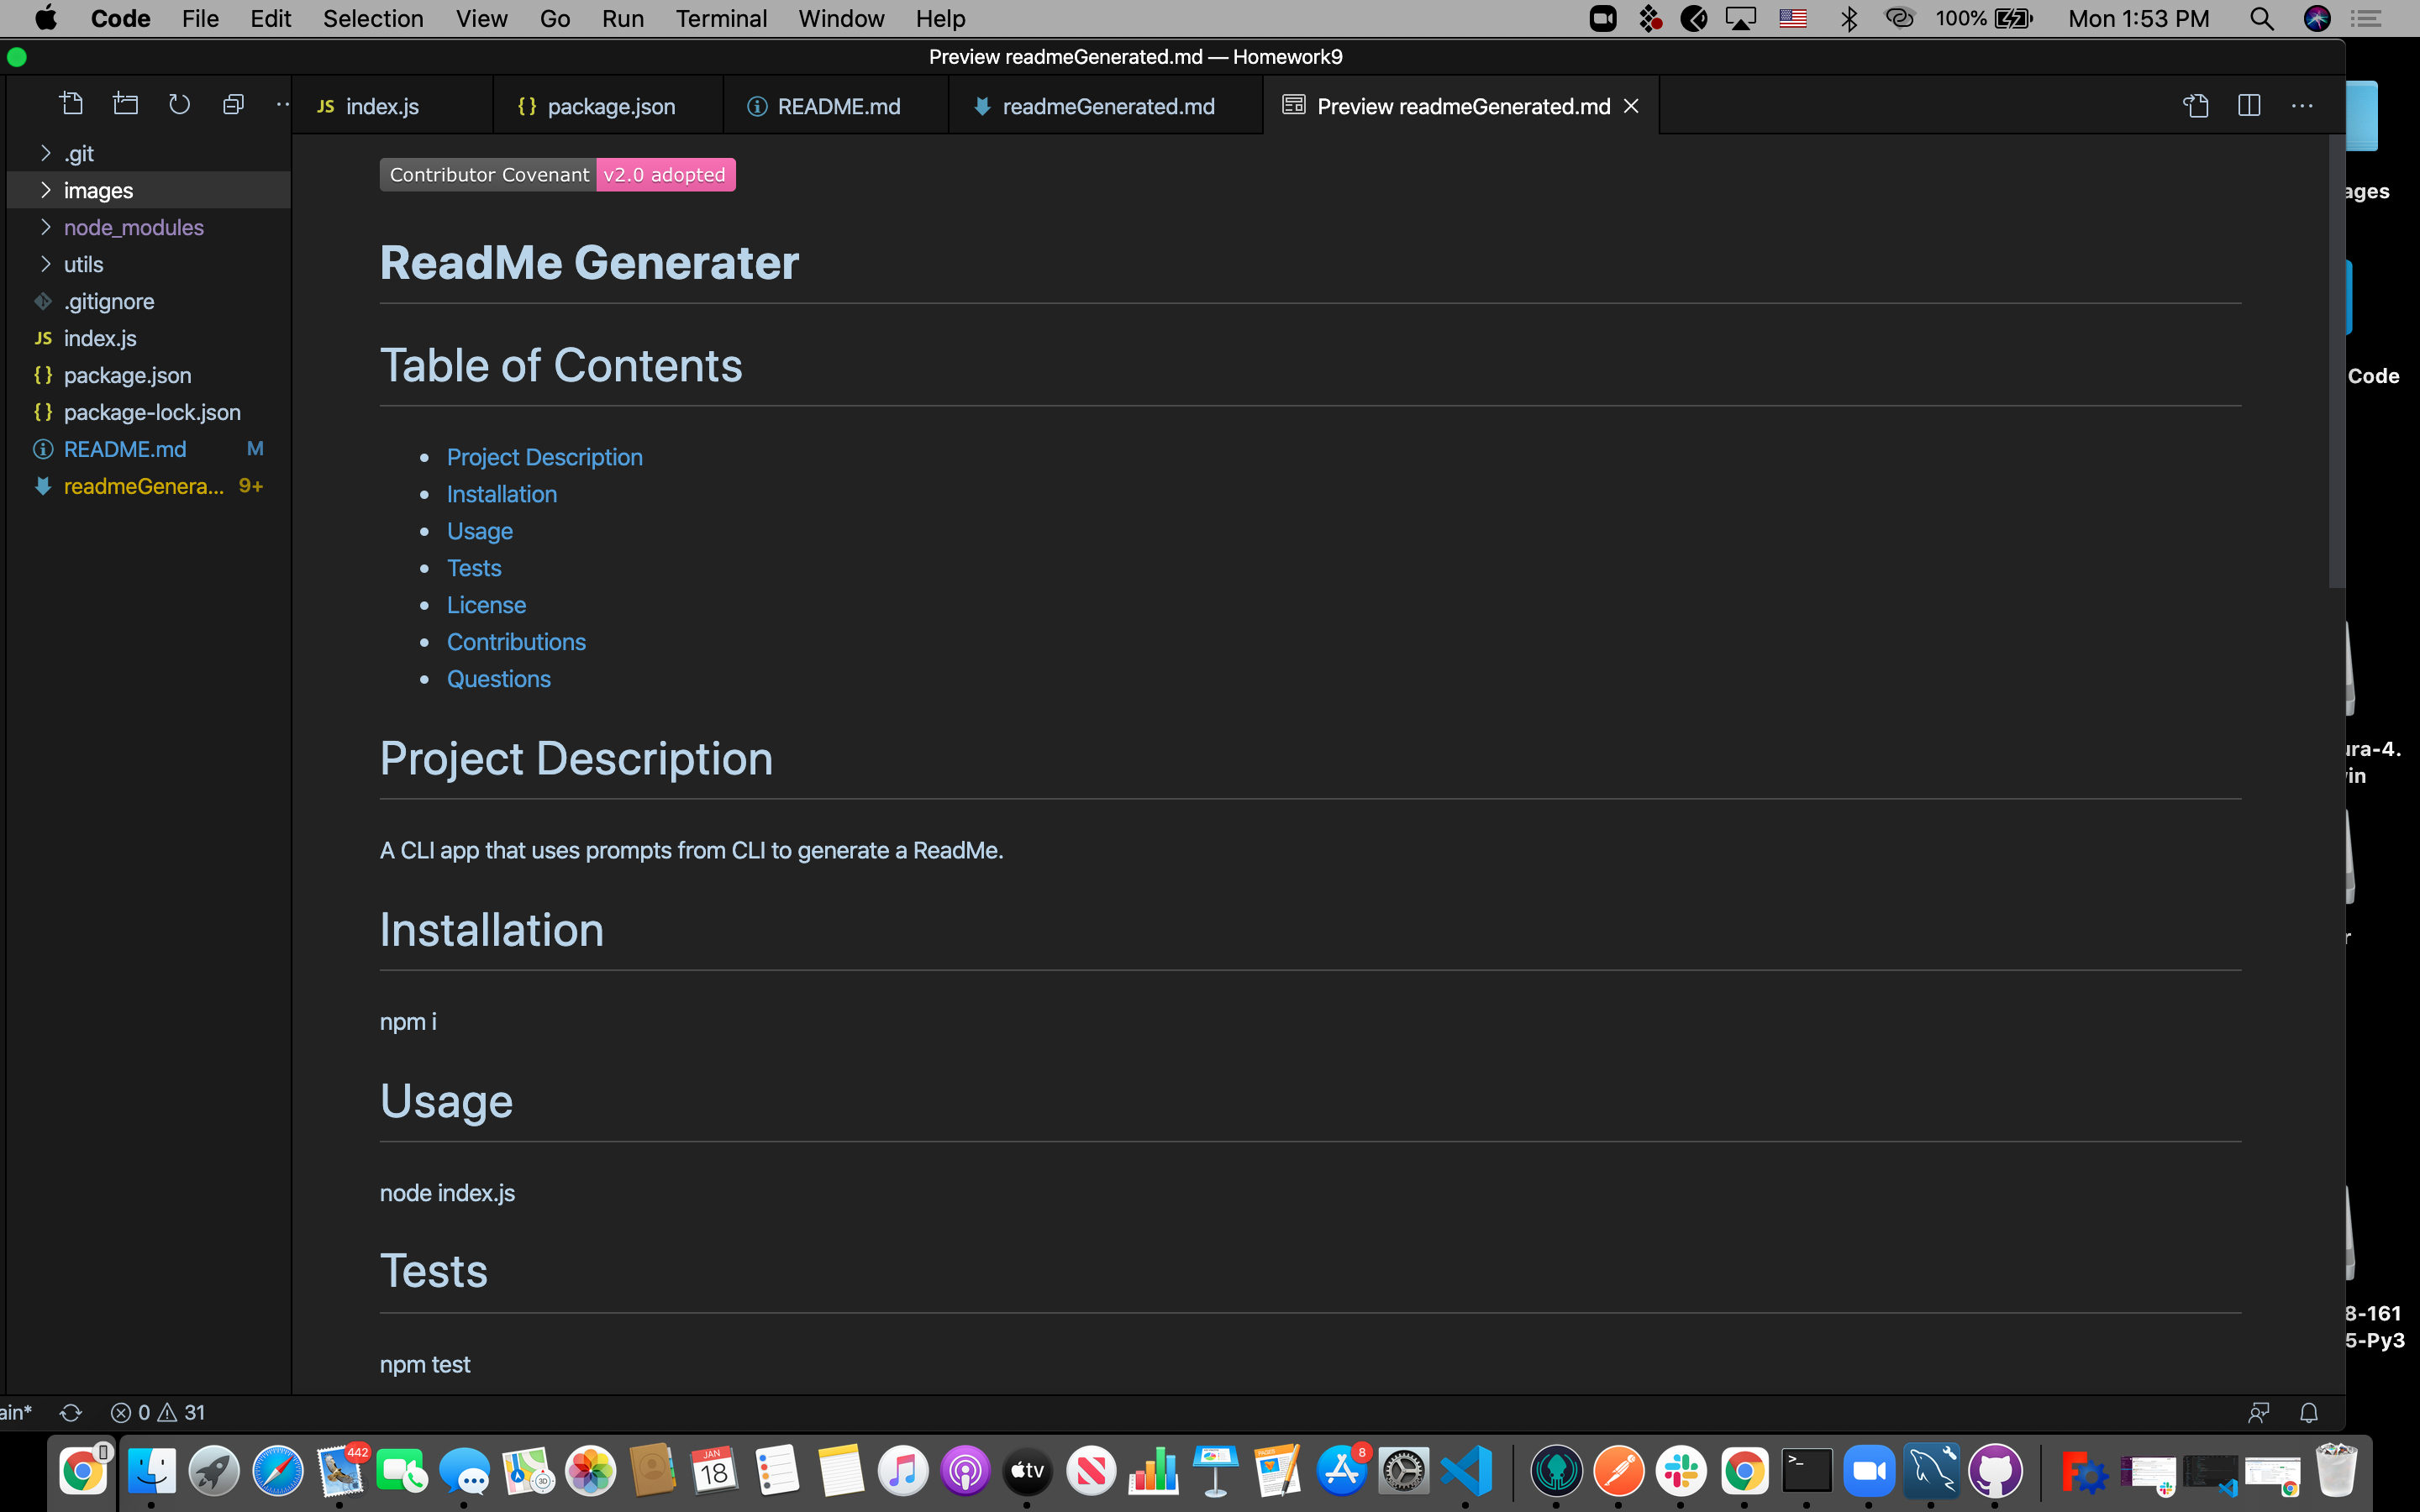 Code File Edit Selection View Go Run Terminal Window Help 100% Mon 1:53 PM
Preview readmeGenerated.md — Homework9
JS index.js {} package.json README.md readmeGenerated.md Preview readmeGenerated.md
.git
images
node_modules
utils
.gitignore
JS index.js
{} package.json
{} package-lock.json
README.md M
readmeGenera... 9+
Contributor Covenant v2.0 adopted
ReadMe Generater
Table of Contents
Project Description
Installation
Usage
Tests
License
Contributions
Questions
Project Description
A CLI app that uses prompts from CLI to generate a ReadMe.
Installation
npm i
Usage
node index.js
Tests
npm test
ages
Code
ura-4.
vin
r
8-161
5-Py3
ain* 0 31
442
JAN
18
tv
8